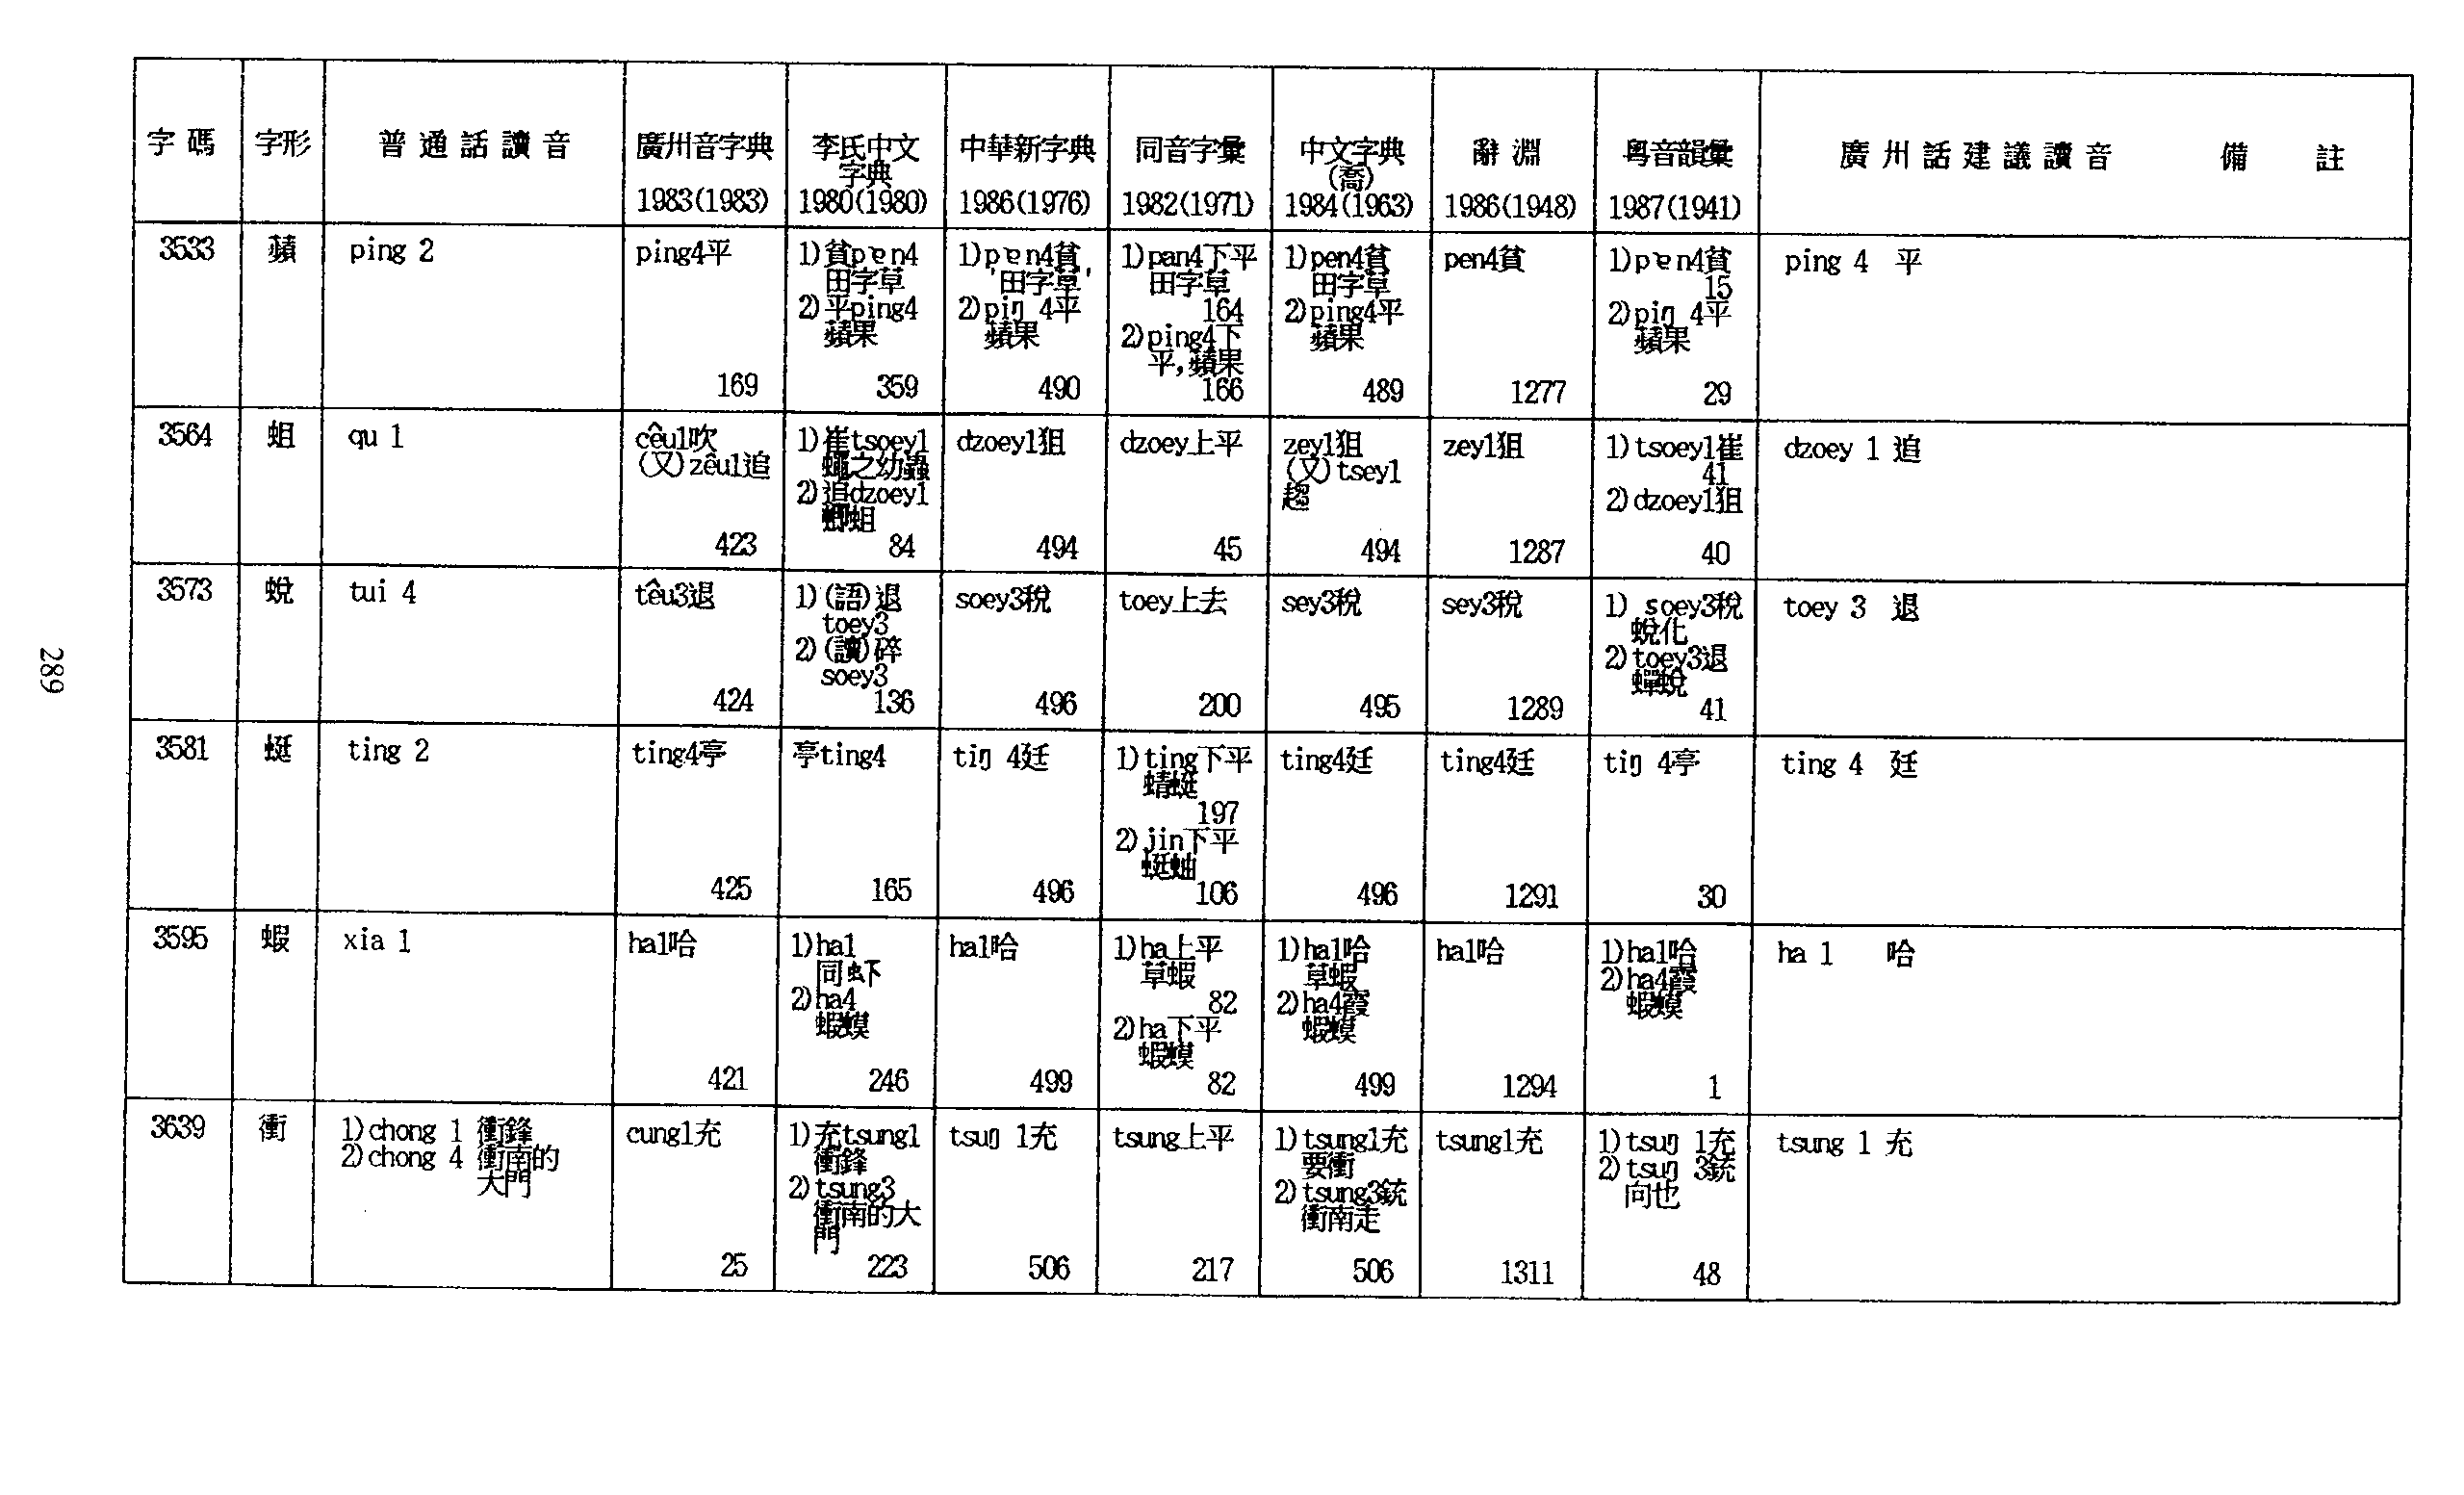 字碼 字形 普通話讀音 廣州音字典 李氏中文 中華新字典 同音字彙 中文字典 辭淵 粵音韻彙 廣州話建議讀音 備註
字典 (喬)
1983(1983) 1980(1980) 1986(1976) 1982(1971) 1984(1963) 1986(1948) 1987(1941)
3533 蘋 ping 2
ping4平
169
1)貧pɐn4
田字草
2)平ping4
蘋果
359
1)pɐn4貧
'田字草'
2)piŋ 4平
蘋果
490
1)pan4下平
田字草
164
2)ping4下
平,蘋果
166
1)pen4貧
田字草
2)ping4平
蘋果
489
pen4貧
1277
1)pɐn4貧
15
2)piŋ 4平
蘋果
29
ping 4 平
3564 蛆 qu 1
cêu1吹
(又)zêu1追
423
1)崔tsoey1
蠅之幼蟲
2)追dzoey1
蝍蛆
84
dzoey1狙
494
dzoey上平
45
zey1狙
(又)tsey1
趨
494
zey1狙
1287
1)tsoey1崔
41
2)dzoey1狙
40
dzoey 1 追
3573 蛻 tui 4
têu3退
424
1)(語)退
toey3
2)(讀)碎
soey3
136
soey3稅
496
toey上去
200
sey3稅
495
sey3稅
1289
1) soey3稅
蛻化
2)toey3退
蟬蛻
41
toey 3 退
3581 蜓 ting 2
ting4亭
425
亭ting4
165
tiŋ 4廷
496
1)ting下平
蜻蜓
197
2)jin下平
蜓蚰
106
ting4廷
496
ting4廷
1291
tiŋ 4亭
30
ting 4 廷
3595 蝦 xia 1
ha1哈
421
1)ha1
同虾
2)ha4
蝦蟆
246
ha1哈
499
1)ha上平
草蝦
82
2)ha下平
蝦蟆
82
1)ha1哈
草蝦
2)ha4霞
蝦蟆
499
ha1哈
1294
1)ha1哈
2)ha4霞
蝦蟆
1
ha 1 哈
3639 衝 1)chong 1 衝鋒
2)chong 4 衝南的
大門
cung1充
25
1)充tsung1
衝鋒
2)tsung3
衝南的大
門
223
tsuŋ 1充
506
tsung上平
217
1)tsung1充
要衝
2)tsung3銃
衝南走
506
tsung1充
1311
1)tsuŋ 1充
2)tsuŋ 3銃
向也
48
tsung 1 充
289